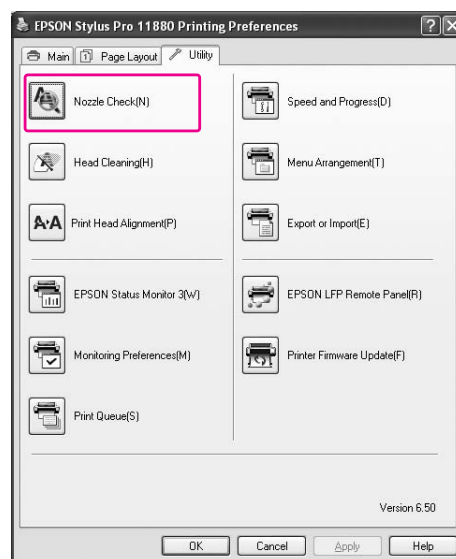 EPSON Stylus Pro 11880 Printing Preferences
Main
Page Layout
Utility
Nozzle Check(N)
Speed and Progress(D)
Head Cleaning(H)
Menu Arrangement(T)
Print Head Alignment(P)
Export or Import(E)
EPSON Status Monitor 3(W)
EPSON LFP Remote Panel(R)
Monitoring Preferences(M)
Printer Firmware Update(F)
Print Queue(S)
Version 6.50
OK
Cancel
Apply
Help